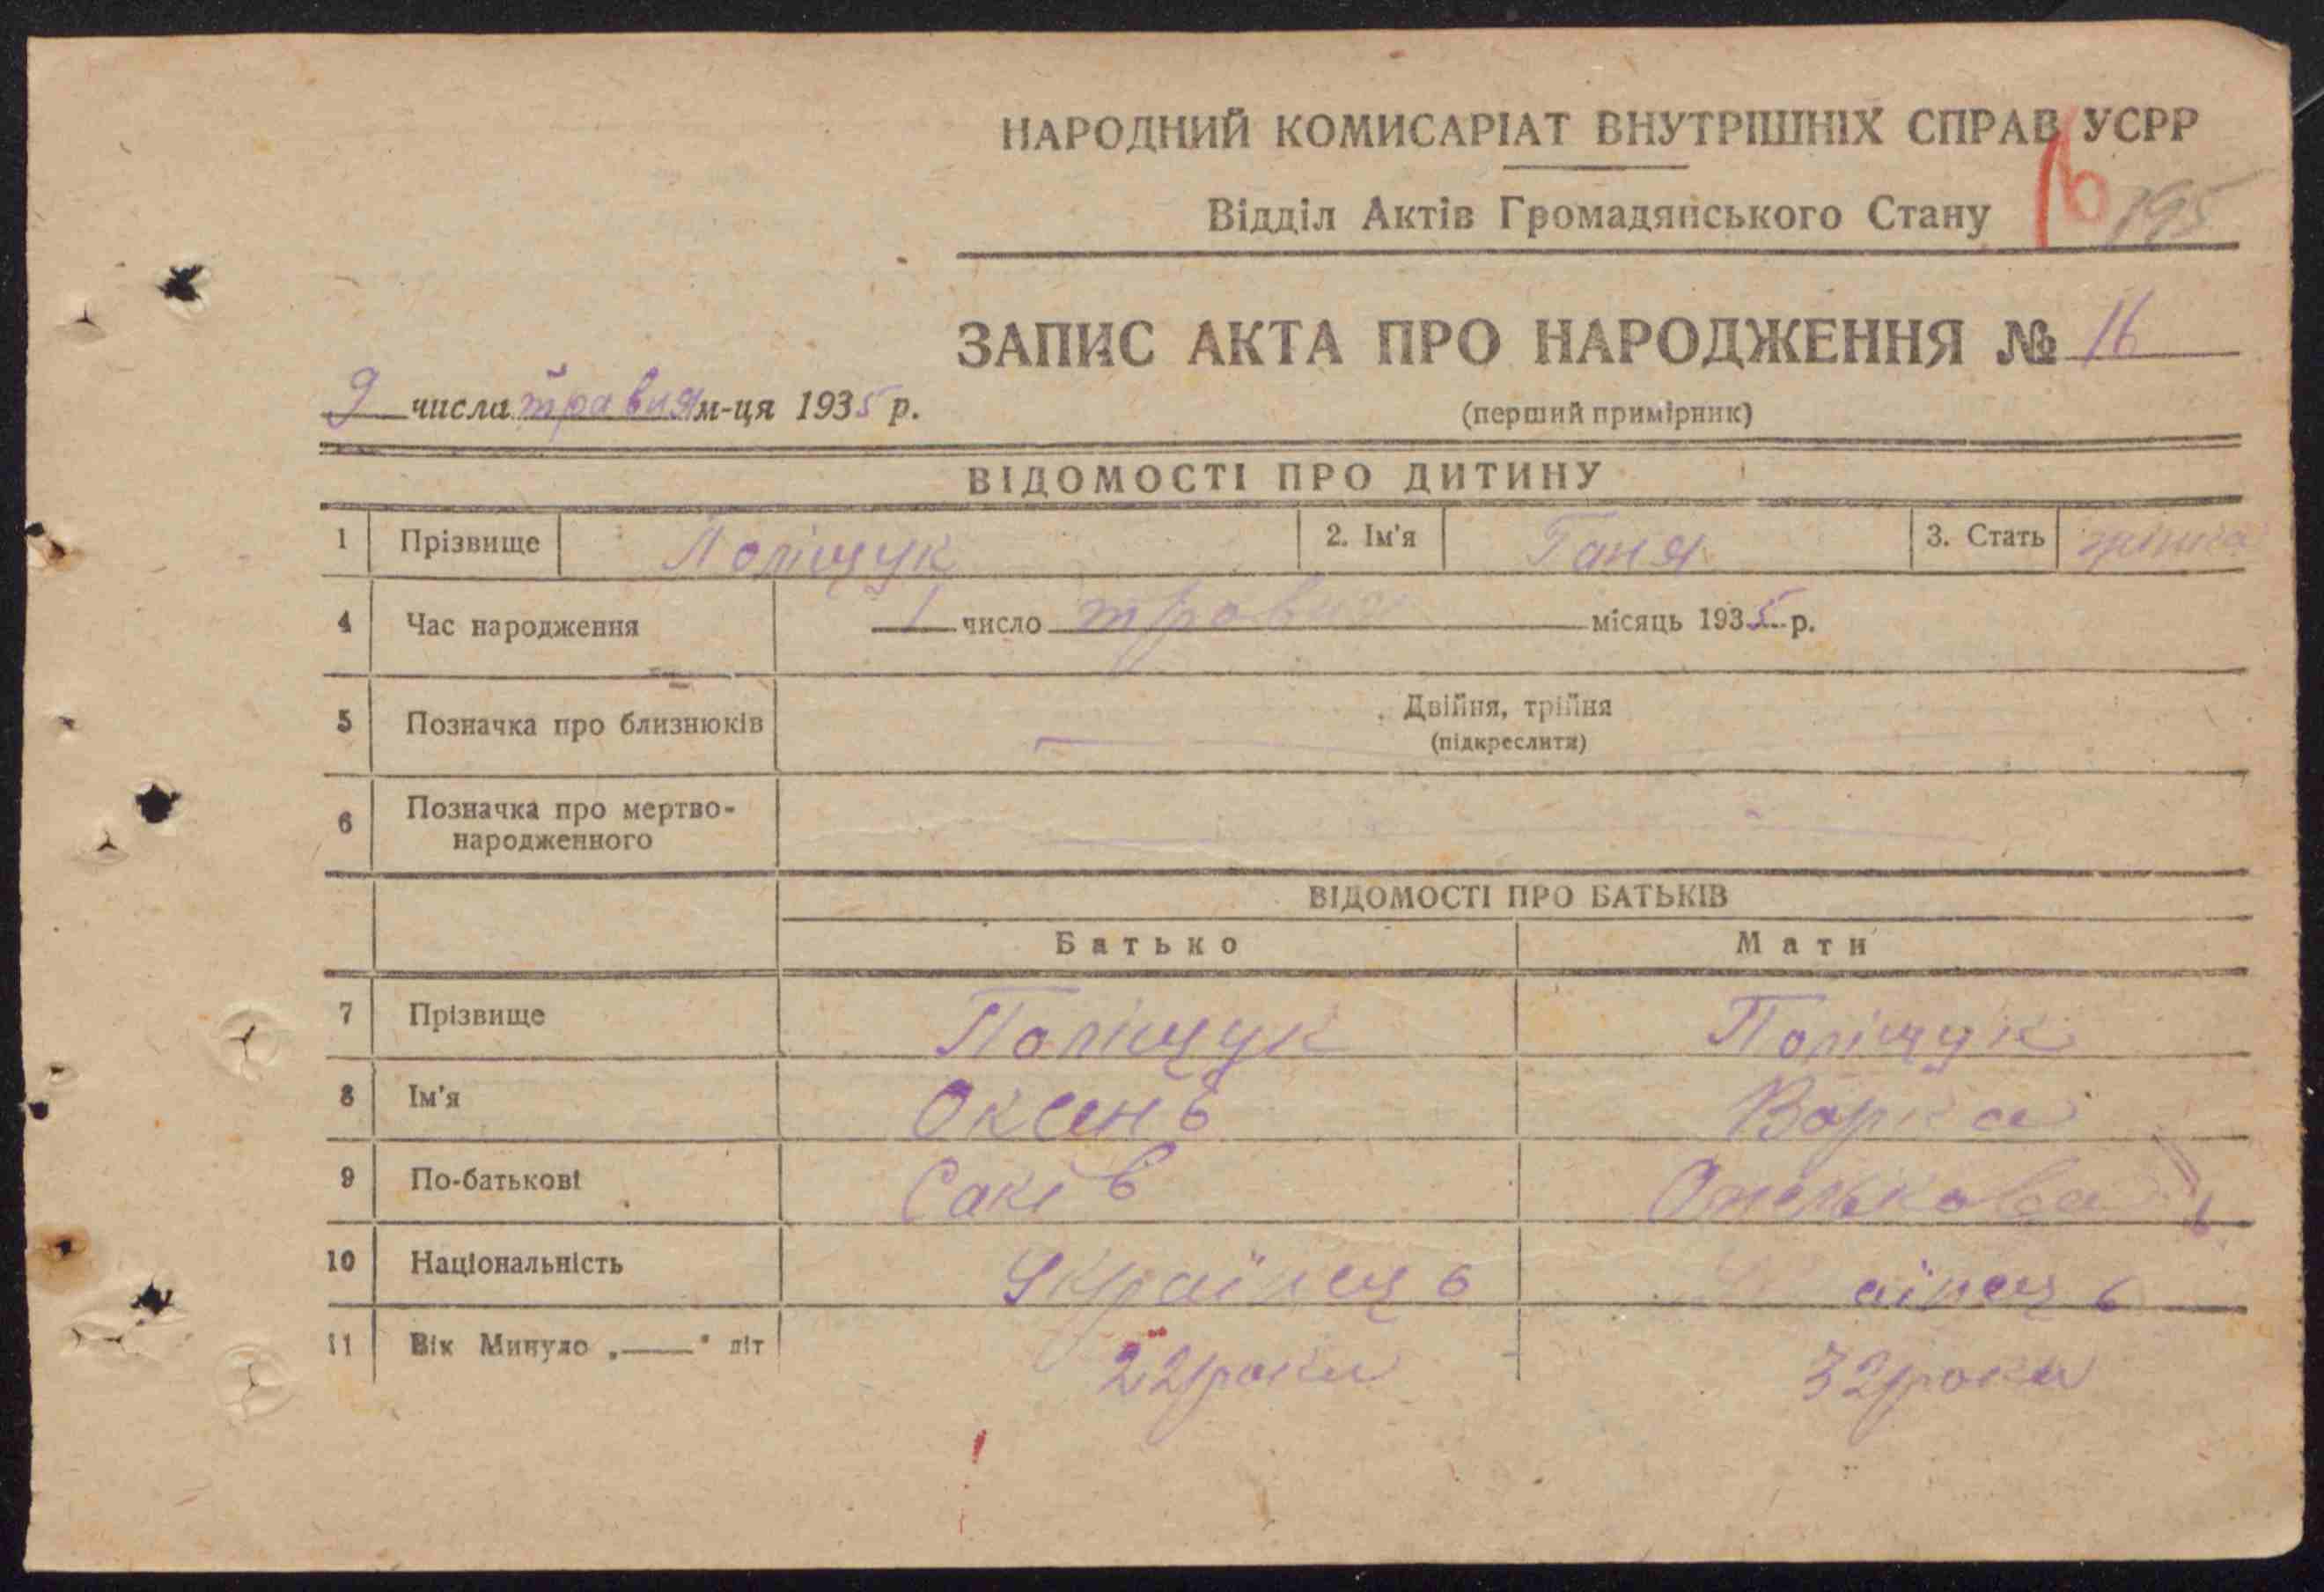 НАРОДНИЙ КОМИСАРІАТ ВНУТРІШНІХ СПРАВ УСРР
Відділ Актів Громадянського Стану
16 195
ЗАПИС АКТА ПРО НАРОДЖЕННЯ № 16
9 числа травня м-ця 1935 р.
(перший примірник)
ВІДОМОСТІ ПРО ДИТИНУ
1 Прізвище Поліщук 2. Ім'я Ганя 3. Стать
4 Час народження 1 число травня місяць 1935 р.
5 Позначка про близнюків Двійня, трійня
(підкреслити)
6 Позначка про мертво-
народженного
ВІДОМОСТІ ПРО БАТЬКІВ
Батько Мати
7 Прізвище Поліщук Поліщук
8 Ім'я Оксень Варка
9 По-батькові Саків Омелькова
10 Національність Українець аінець
11 Вік Минуло „——" літ 22 роки 32 роки